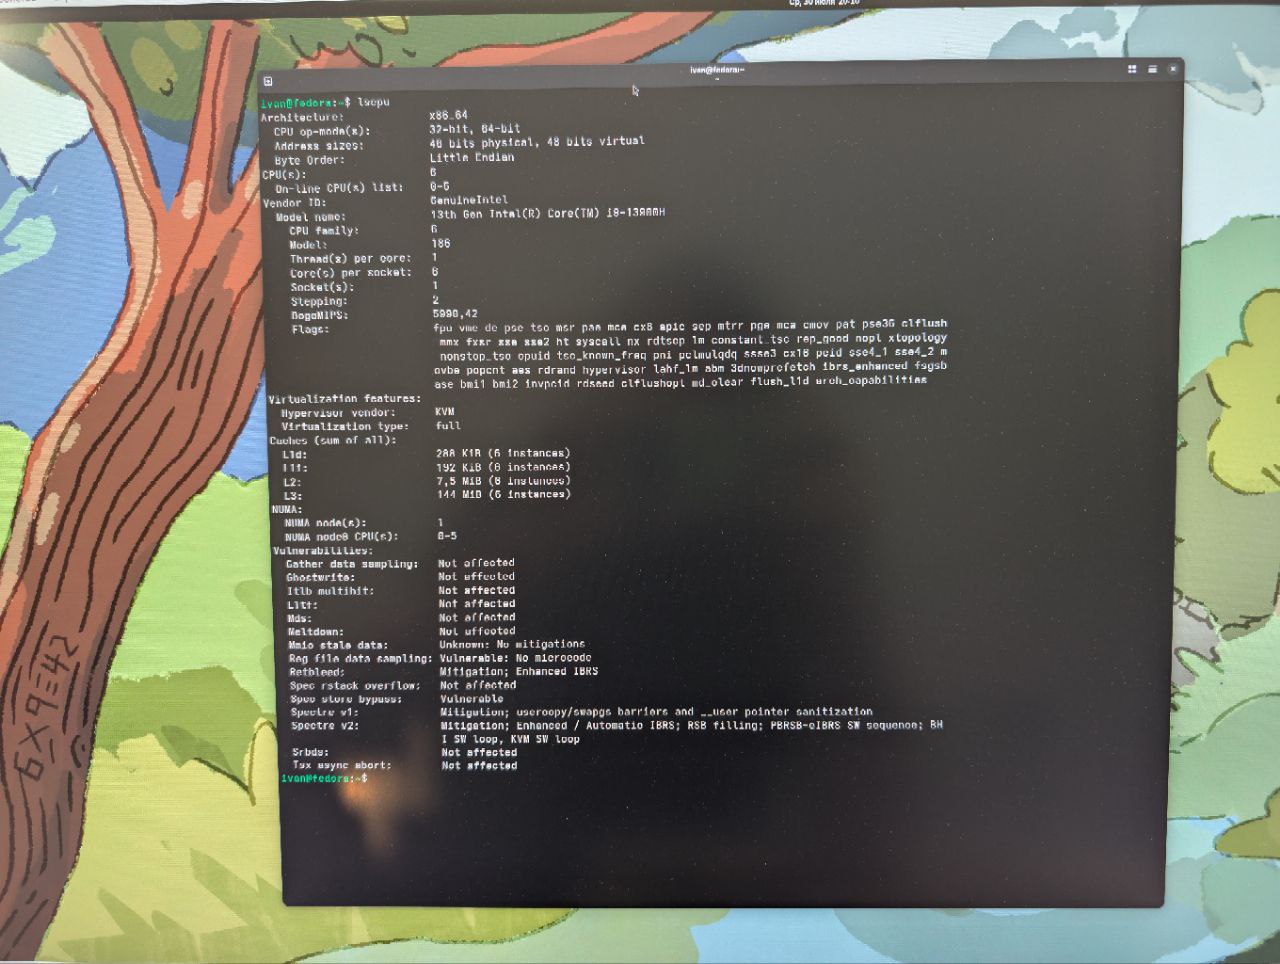 Ср, 30 июля 20:10
ivan@fedora:~
~
ivan@fedora:~$ lscpu
Architecture: x86_64
CPU op-mode(s): 32-bit, 64-bit
Address sizes: 48 bits physical, 48 bits virtual
Byte Order: Little Endian
CPU(s): 6
On-line CPU(s) list: 0-5
Vendor ID: GenuineIntel
Model name: 13th Gen Intel(R) Core(TM) i9-13900H
CPU family: 6
Model: 186
Thread(s) per core: 1
Core(s) per socket: 6
Socket(s): 1
Stepping: 2
BogoMIPS: 5990,42
Flags: fpu vme de pse tsc msr pae mce cx8 apic sep mtrr pge mca cmov pat pse36 clflush
mmx fxsr sse sse2 ht syscall nx rdtscp lm constant_tsc rep_good nopl xtopology
nonstop_tsc cpuid tsc_known_freq pni pclmulqdq ssse3 cx16 pcid sse4_1 sse4_2 m
ovbe popcnt aes rdrand hypervisor lahf_lm abm 3dnowprefetch ibrs_enhanced fsgsb
ase bmi1 bmi2 invpcid rdseed clflushopt md_clear flush_l1d arch_capabilities
Virtualization features:
Hypervisor vendor: KVM
Virtualization type: full
Caches (sum of all):
L1d: 288 KiB (6 instances)
L1i: 192 KiB (6 instances)
L2: 7,5 MiB (6 instances)
L3: 144 MiB (6 instances)
NUMA:
NUMA node(s): 1
NUMA node0 CPU(s): 0-5
Vulnerabilities:
Gather data sampling: Not affected
Ghostwrite: Not affected
Itlb multihit: Not affected
L1tf: Not affected
Mds: Not affected
Meltdown: Not affected
Mmio stale data: Unknown: No mitigations
Reg file data sampling: Vulnerable: No microcode
Retbleed: Mitigation; Enhanced IBRS
Spec rstack overflow: Not affected
Spec store bypass: Vulnerable
Spectre v1: Mitigation; usercopy/swapgs barriers and __user pointer sanitization
Spectre v2: Mitigation; Enhanced / Automatic IBRS; RSB filling; PBRSB-eIBRS SW sequence; BH
I SW loop, KVM SW loop
Srbds: Not affected
Tsx async abort: Not affected
ivan@fedora:~$
6×9=42